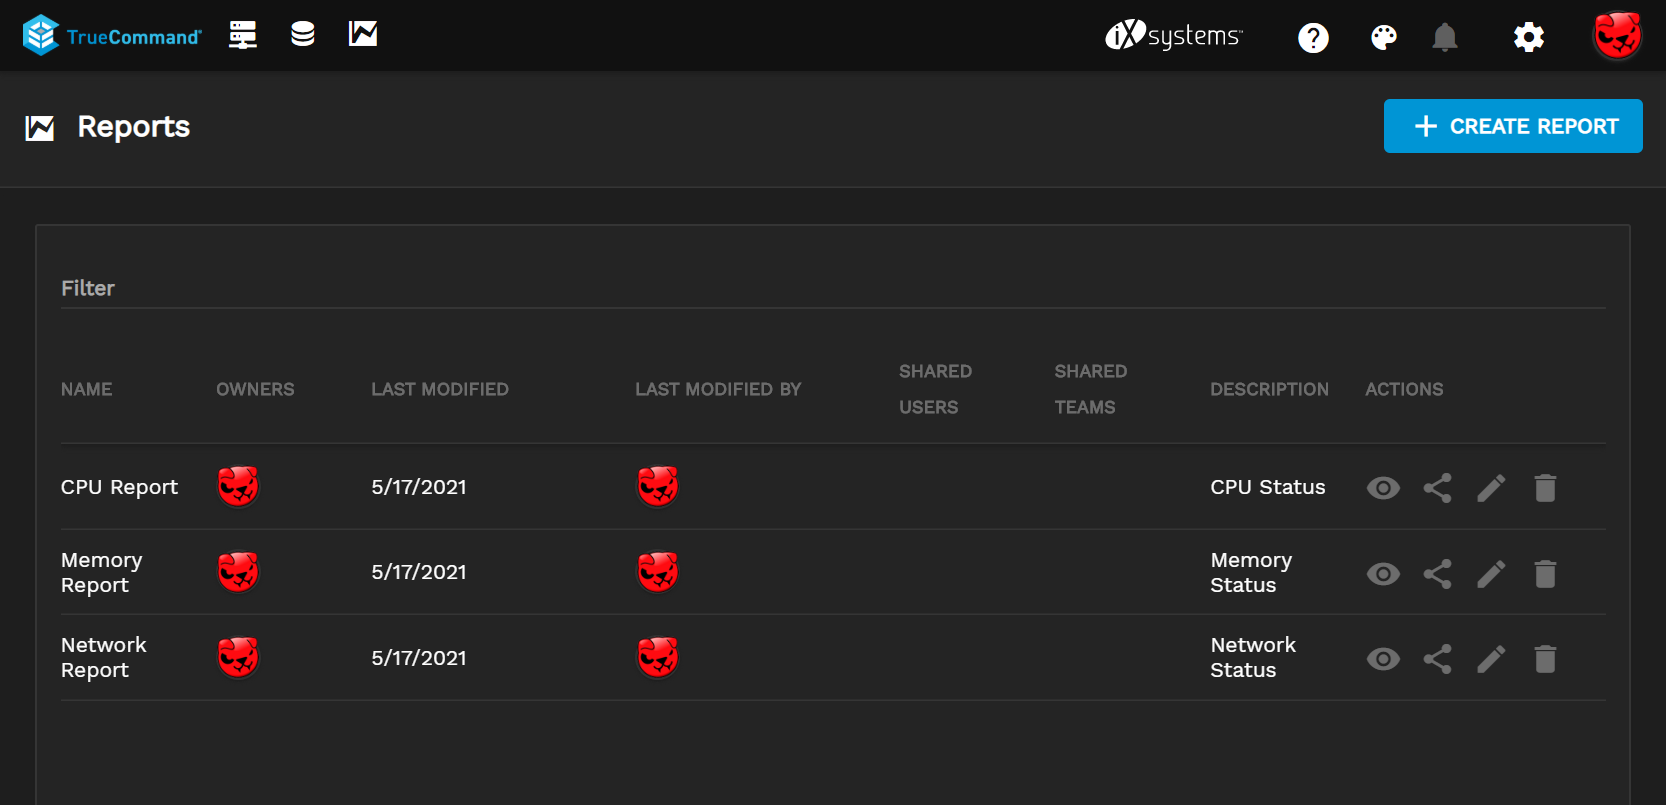 TrueCommand
iXsystems™
Reports
CREATE REPORT
Filter
NAME OWNERS LAST MODIFIED LAST MODIFIED BY SHARED USERS SHARED TEAMS DESCRIPTION ACTIONS
CPU Report 5/17/2021 CPU Status
Memory Report 5/17/2021 Memory Status
Network Report 5/17/2021 Network Status